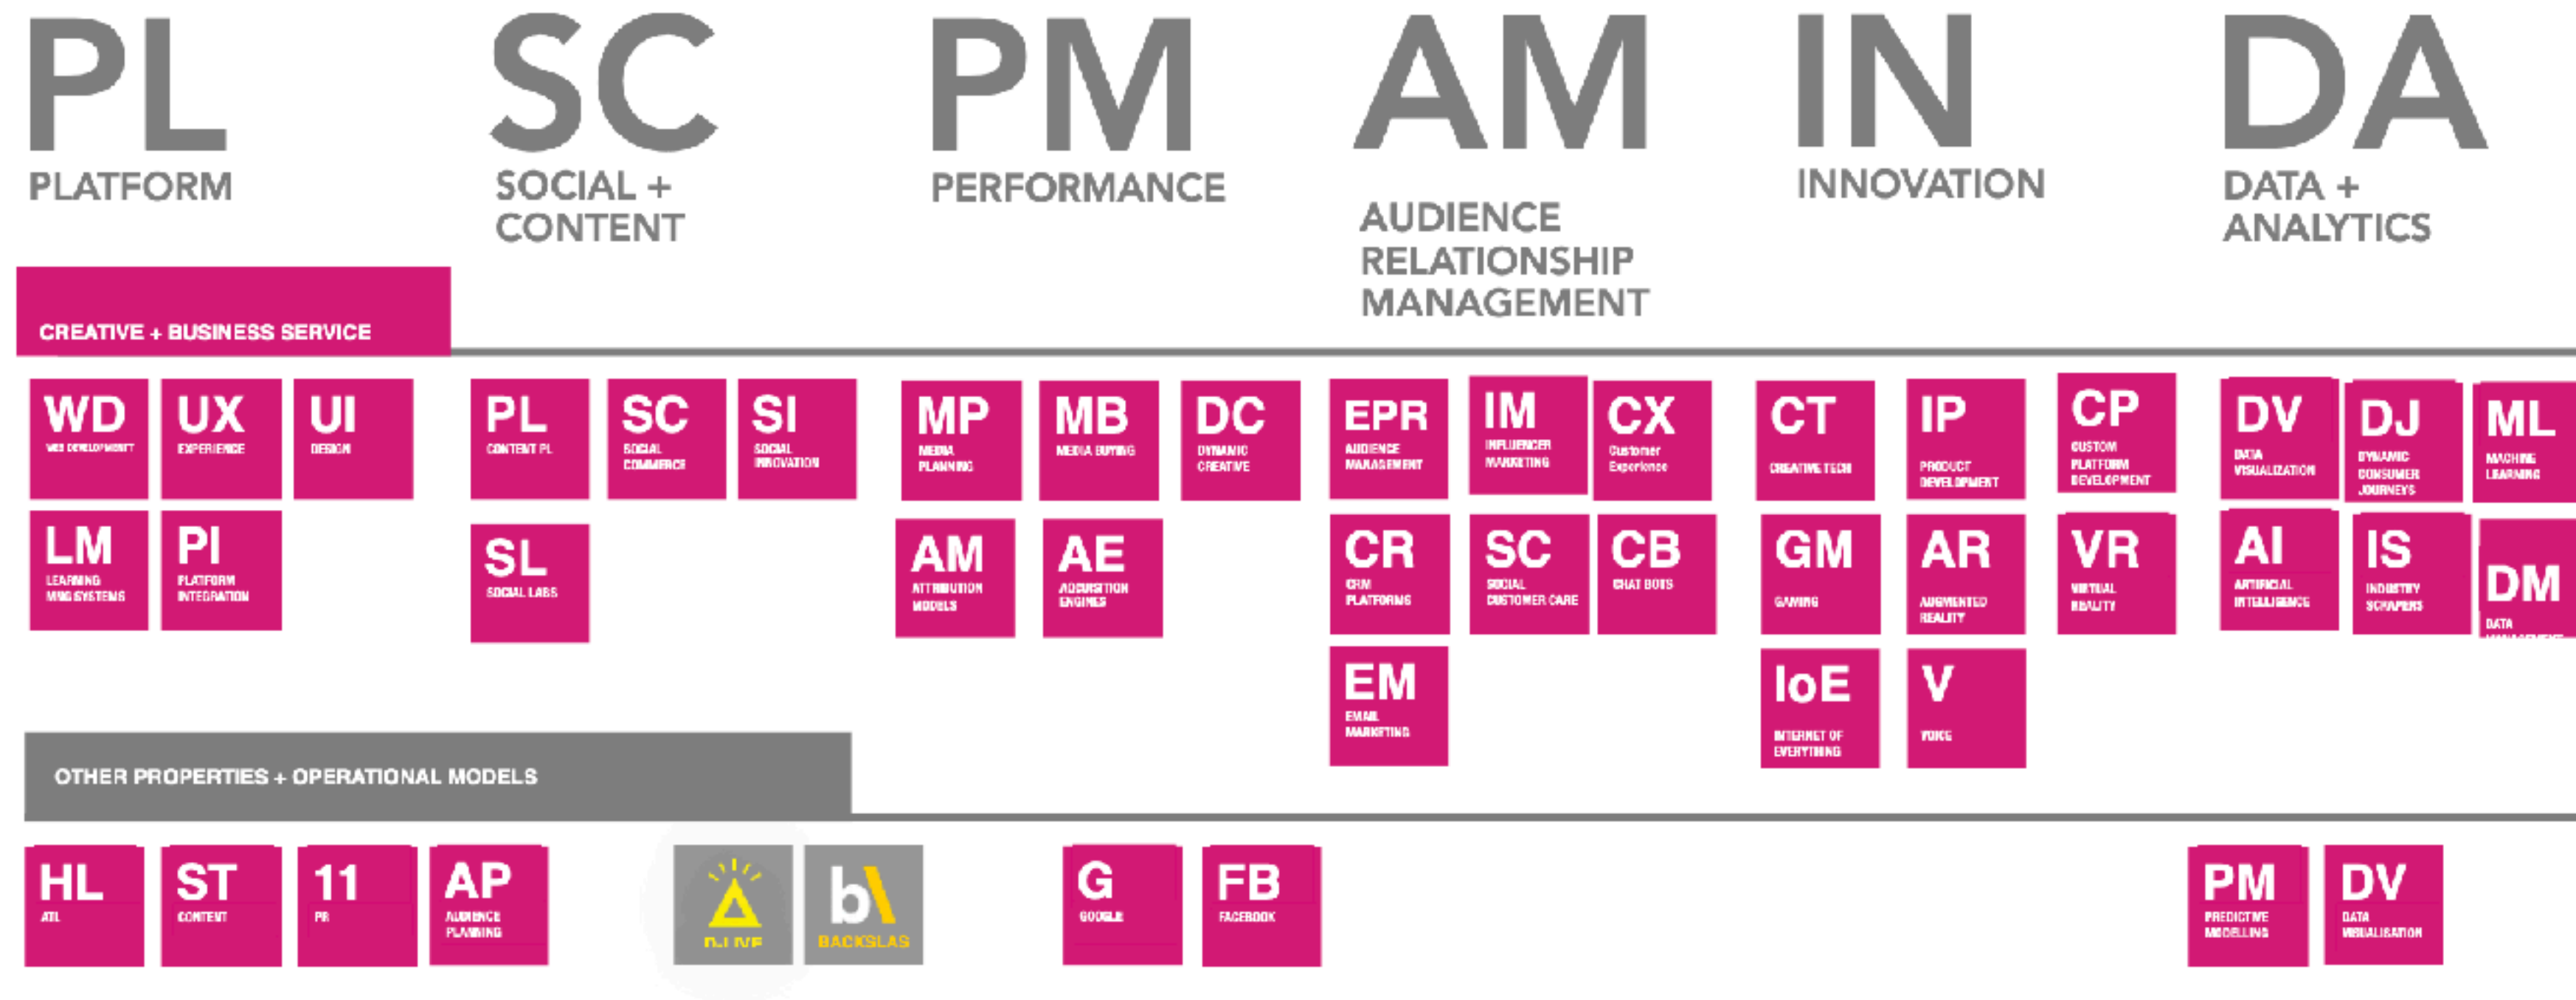 PL
PLATFORM
SC
SOCIAL +
CONTENT
PM
PERFORMANCE
AM
AUDIENCE
RELATIONSHIP
MANAGEMENT
IN
INNOVATION
DA
DATA +
ANALYTICS
CREATIVE + BUSINESS SERVICE
WD
WEB DEVELOPMENTT
UX
EXPERIENCE
UI
DESIGN
LM
LEARNING
MNG SYSTEMS
PI
PLATFORM
INTEGRATION
PL
CONTENT PL
SC
SOCIAL
COMMERCE
SI
SOCIAL
INNOVATION
SL
SOCIAL LABS
MP
MEDIA
PLANNING
MB
MEDIA BUYING
DC
DYNAMIC
CREATIVE
AM
ATTRIBUTION
MODELS
AE
ENGINES
EPR
AUDIENCE
MANAGEMENT
IM
INFLUENCER
MARKETING
CX
Customer
Experience
CR
CRM
PLATFORMS
SC
SOCIAL
CUSTOMER CARE
CB
CHAT BOTS
EM
EMAIL
MARKETING
CT
CREATIVE TECH
IP
PRODUCT
DEVELOPMENT
CP
CUSTOM
PLATFORM
DEVELOPMENT
GM
GAMING
AR
AUGMENTED
REALITY
VR
VIRTUAL
REALITY
IoE
INTERNET OF
EVERYTHING
V
VOICE
DV
DATA
VISUALIZATION
DJ
DYNAMIC
CONSUMER
JOURNEYS
ML
MACHINE
LEARNING
AI
ARTIFICIAL
INTELLIGENCE
IS
INDUSTRY
SCRAPERS
DM
DATA
OTHER PROPERTIES + OPERATIONAL MODELS
HL
ATL
ST
CONTENT
11
PR
AP
AUDIENCE
PLANNING
b\
BACKSLAS
G
GOOGLE
FB
FACEBOOK
PM
PREDICTIVE
MODELLING
DV
DATA
VISUALISATION